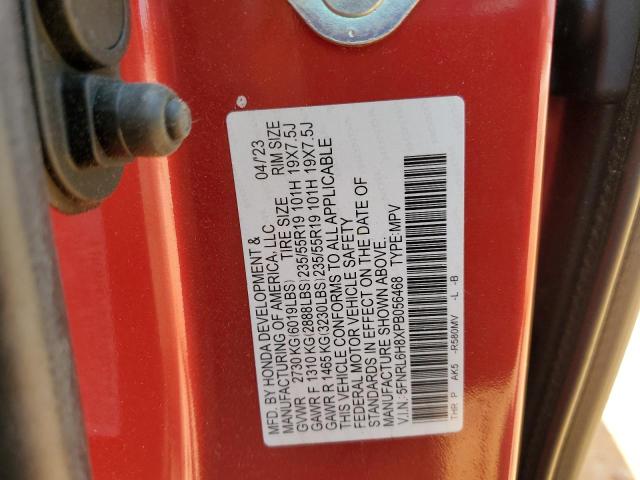 MFD. BY HONDA DEVELOPMENT & 04/'23
MANUFACTURING OF AMERICA, LLC
TIRE SIZE RIM SIZE
GVWR 2730 KG (6019LBS)
GAWR F 1310 KG (2888LBS) 235/55R19 101H 19X7.5J
GAWR R 1465 KG (3230LBS) 235/55R19 101H 19X7.5J
THIS VEHICLE CONFORMS TO ALL APPLICABLE
FEDERAL MOTOR VEHICLE SAFETY
STANDARDS IN EFFECT ON THE DATE OF
MANUFACTURE SHOWN ABOVE.
V.I.N.: 5FNRL6H8XPB056468 TYPE:MPV
THR P AK5 -R580MV -L -B